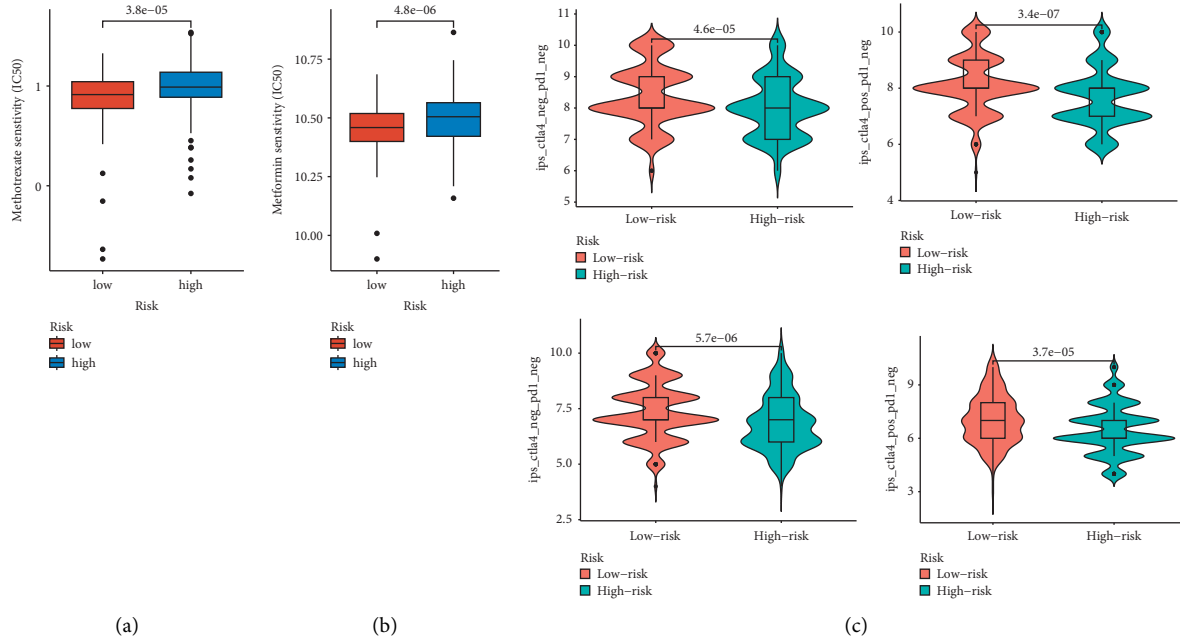 3.8e−05
Methotrexate senstivity (IC50)
1
0
low
high
Risk
Risk
low
high
(a)
4.8e−06
Metformin senstivity (IC50)
10.75
10.50
10.25
10.00
low
high
Risk
Risk
low
high
(b)
4.6e−05
ips_ctla4_neg_pd1_neg
11
10
9
8
7
6
5
Low−risk
High−risk
Risk
Low−risk
High−risk
3.4e−07
ips_ctla4_pos_pd1_neg
10
8
6
4
Low−risk
High−risk
Risk
Low−risk
High−risk
5.7e−06
ips_ctla4_neg_pd1_neg
10.0
7.5
5.0
2.5
Low−risk
High−risk
Risk
Low−risk
High−risk
3.7e−05
ips_ctla4_pos_pd1_neg
9
6
3
Low−risk
High−risk
Risk
Low−risk
High−risk
(c)